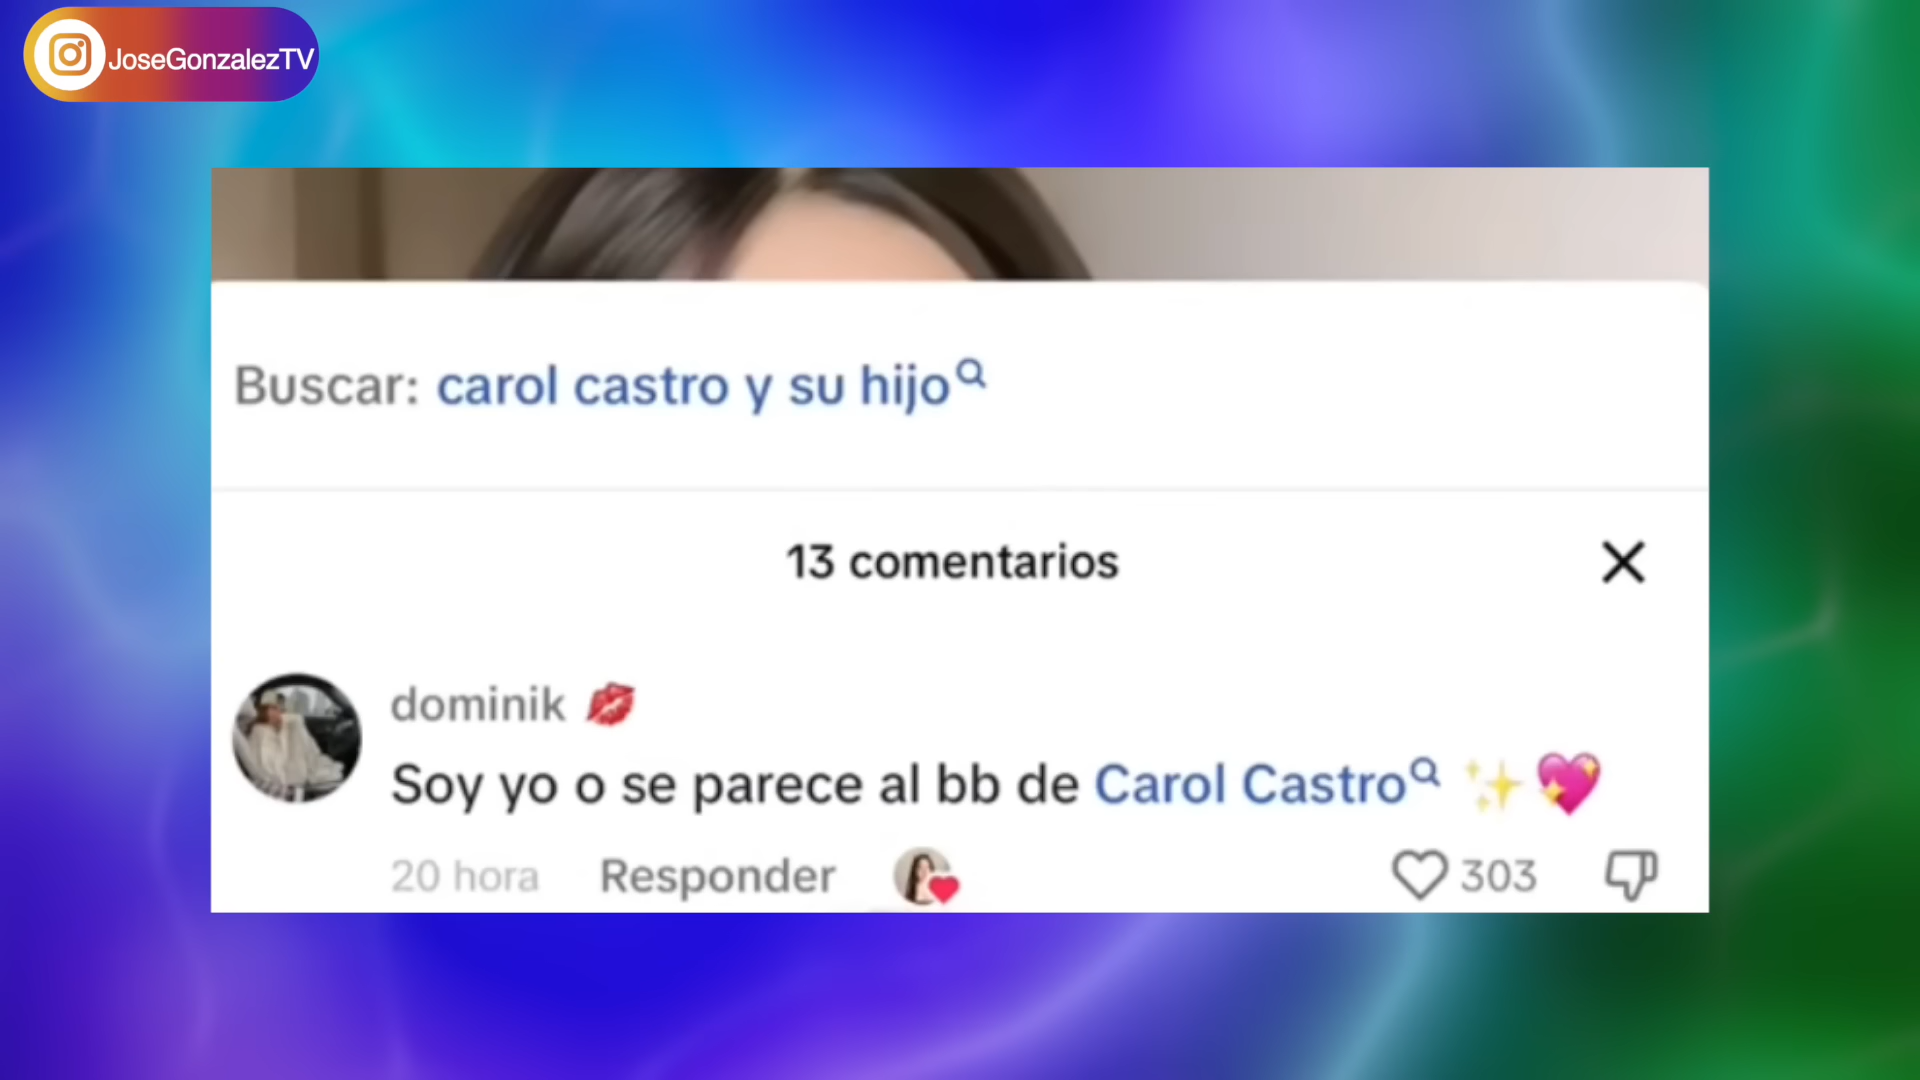 JoseGonzalezTV
Buscar: carol castro y su hijo
13 comentarios
dominik 💋
Soy yo o se parece al bb de Carol Castro ✨💖
20 hora Responder 303